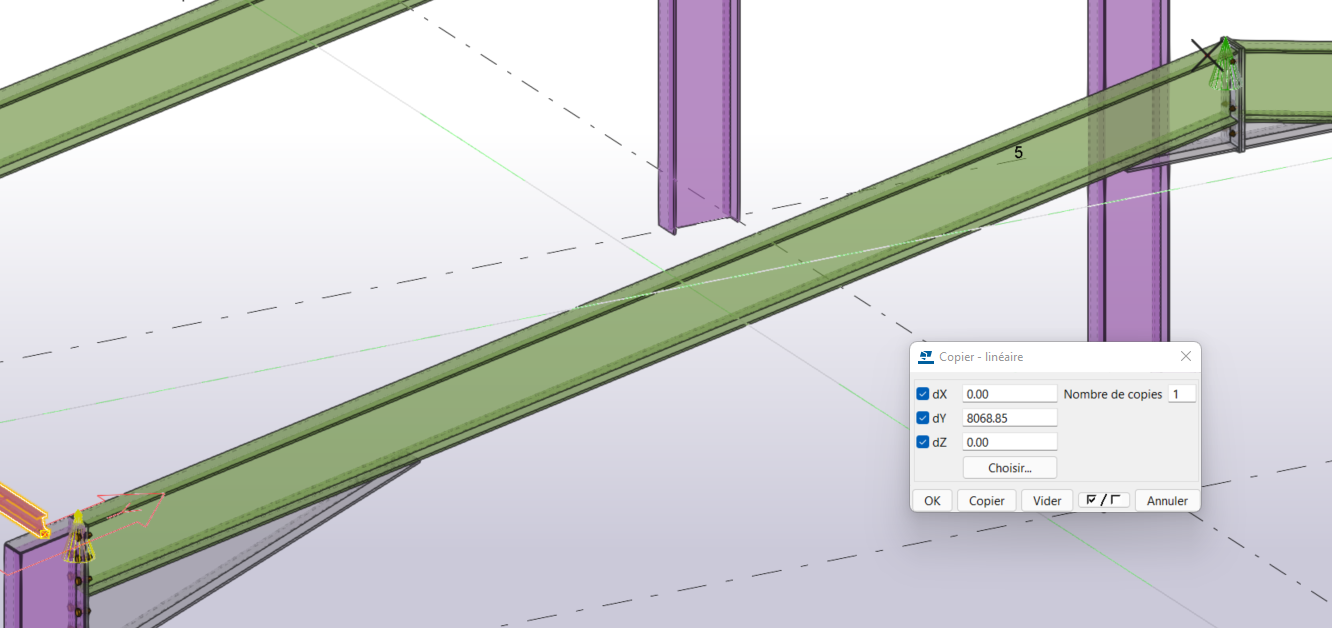 5
Copier - linéaire
dX 0.00 Nombre de copies 1
dY 8068.85
dZ 0.00
Choisir...
OK Copier Vider / Annuler